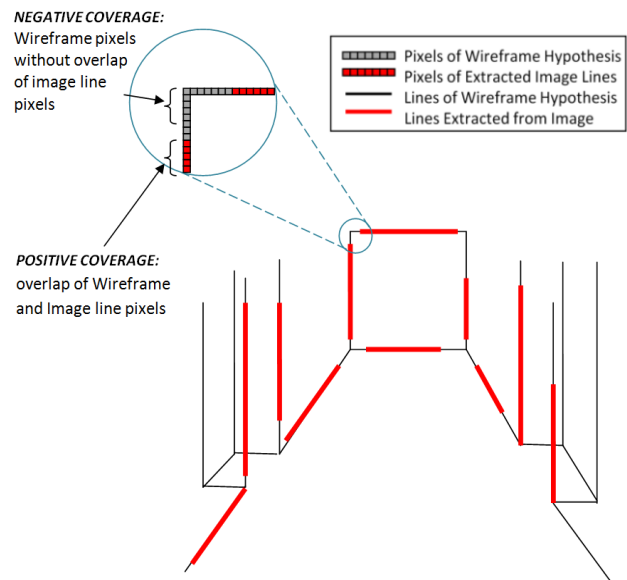 NEGATIVE COVERAGE:
Wireframe pixels
without overlap
of image line
pixels
Pixels of Wireframe Hypothesis
Pixels of Extracted Image Lines
Lines of Wireframe Hypothesis
Lines Extracted from Image
POSITIVE COVERAGE:
overlap of Wireframe
and Image line pixels